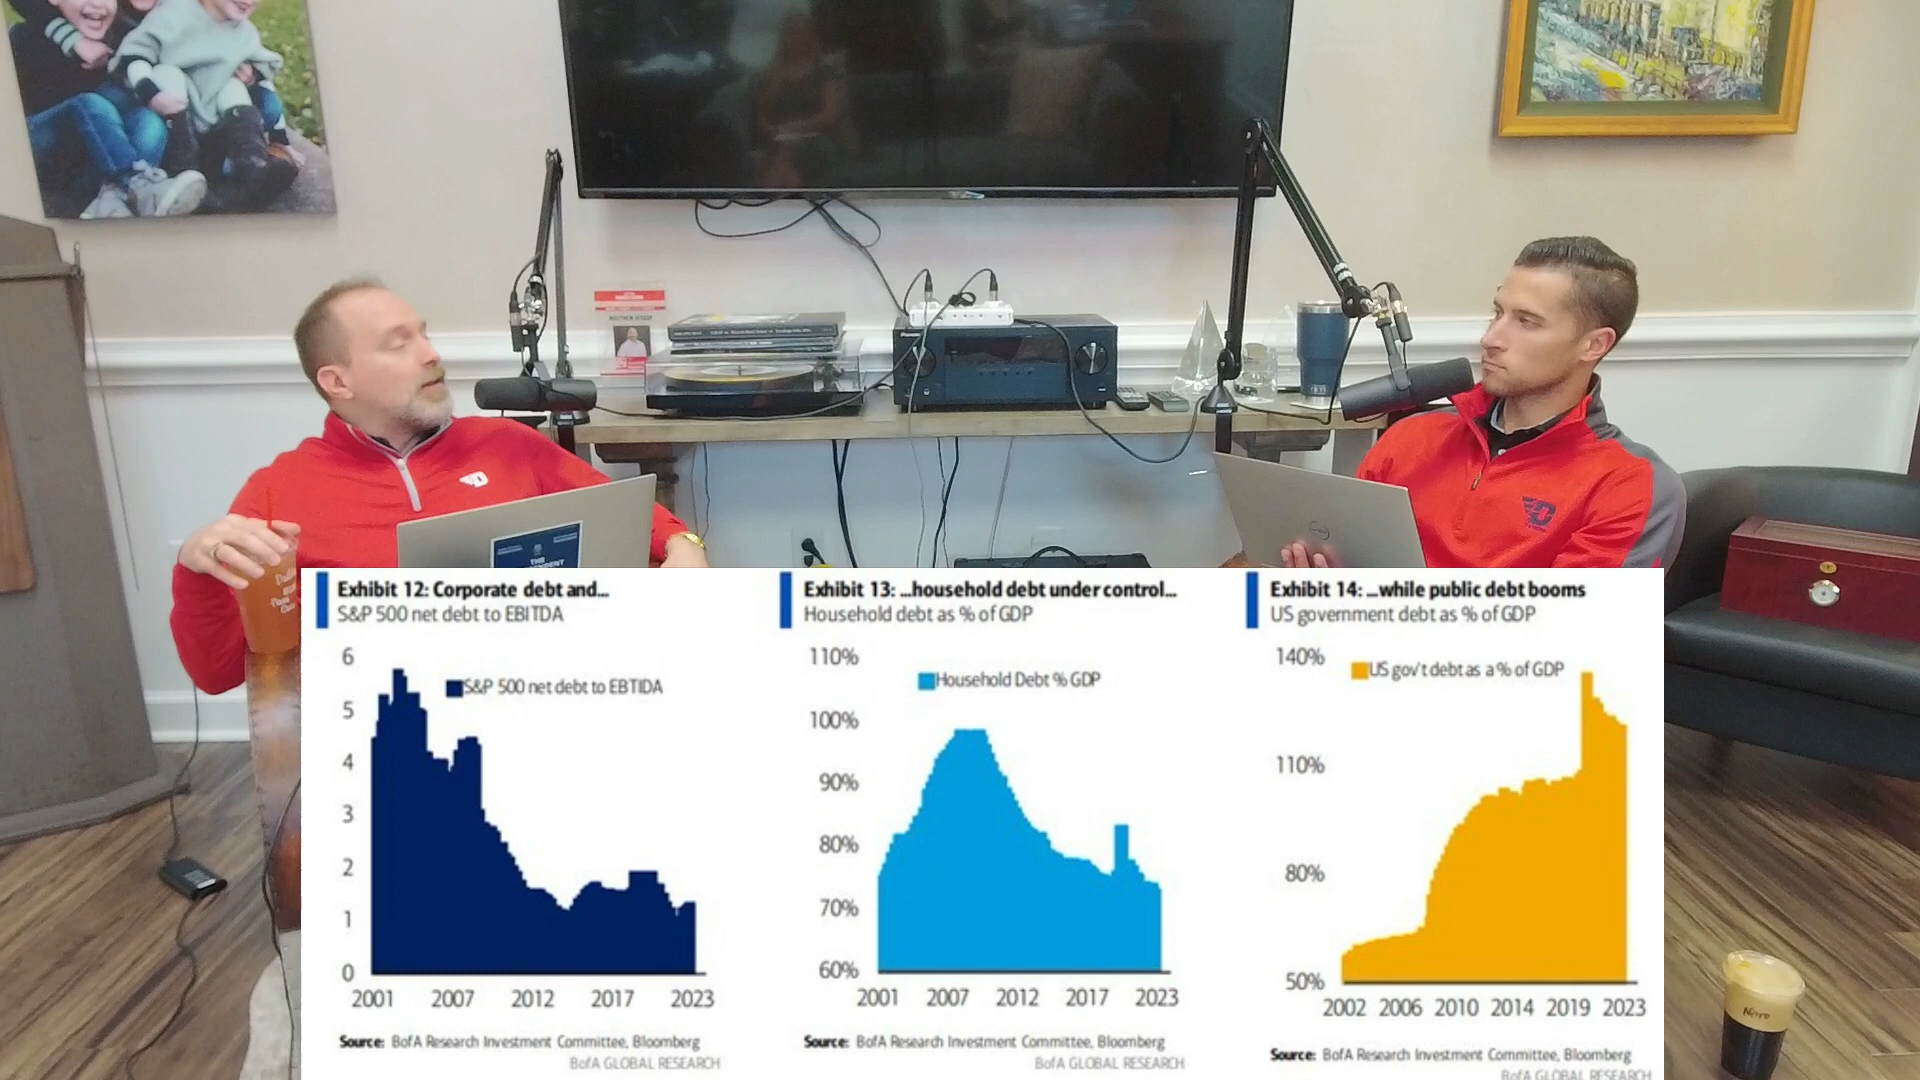 THE
Exhibit 12: Corporate debt and...
S&P 500 net debt to EBITDA
6
5
4
3
2
1
0
S&P 500 net debt to EBTIDA
2001 2007 2012 2017 2023
Source: BofA Research Investment Committee, Bloomberg
BofA GLOBAL RESEARCH
Exhibit 13: ...household debt under control...
Household debt as % of GDP
110%
100%
90%
80%
70%
60%
Household Debt % GDP
2001 2007 2012 2017 2023
Source: BofA Research Investment Committee, Bloomberg
BofA GLOBAL RESEARCH
Exhibit 14: ...while public debt booms
US government debt as % of GDP
140%
110%
80%
50%
US gov't debt as a % of GDP
2002 2006 2010 2014 2019 2023
Source: BofA Research Investment Committee, Bloomberg
BofA GLOBAL RESEARCH